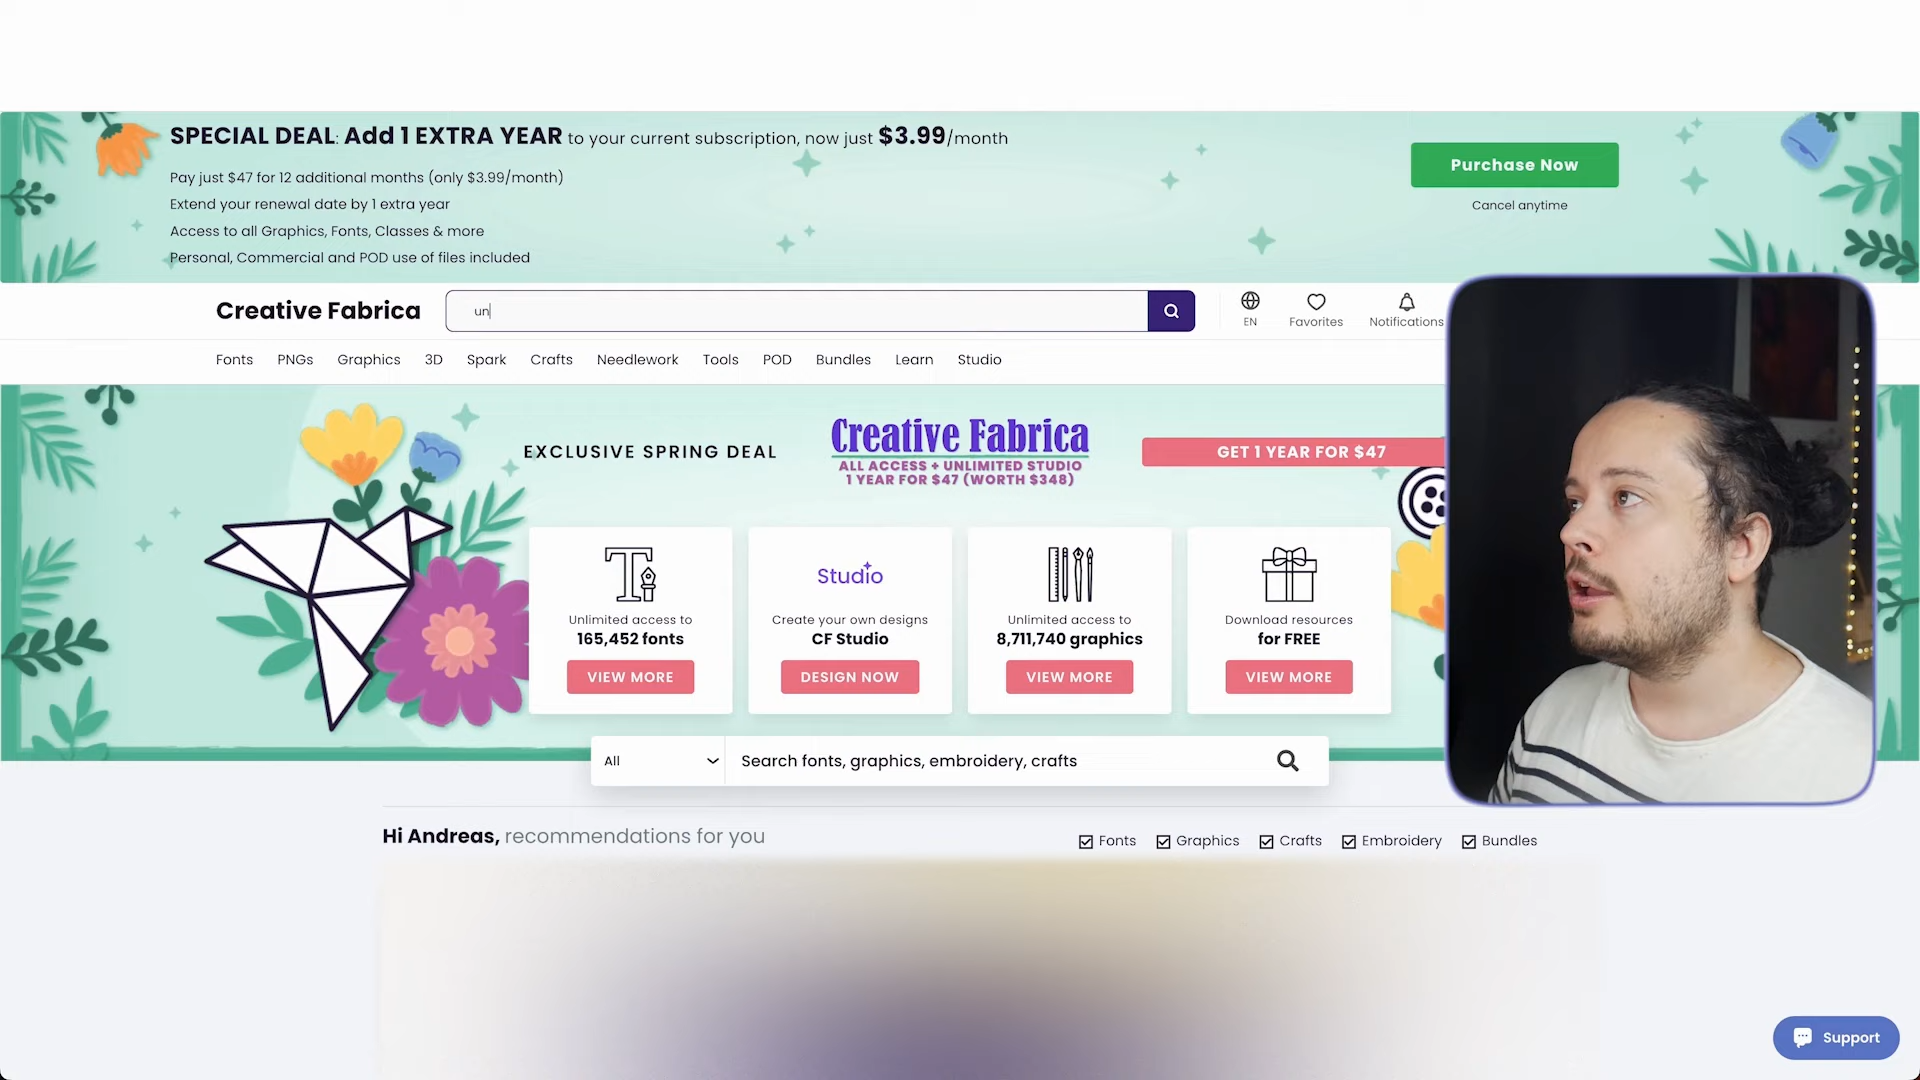 SPECIAL DEAL: Add 1 EXTRA YEAR to your current subscription, now just $3.99/month
Pay just $47 for 12 additional months (only $3.99/month)
Extend your renewal date by 1 extra year
Access to all Graphics, Fonts, Classes & more
Personal, Commercial and POD use of files included
Purchase Now
Cancel anytime
Creative Fabrica
un
EN
Favorites
Notifications
Fonts PNGs Graphics 3D Spark Crafts Needlework Tools POD Bundles Learn Studio
EXCLUSIVE SPRING DEAL
Creative Fabrica
ALL ACCESS + UNLIMITED STUDIO
1 YEAR FOR $47 (WORTH $348)
GET 1 YEAR FOR $47
Unlimited access to
165,452 fonts
VIEW MORE
Studio
Create your own designs
CF Studio
DESIGN NOW
Unlimited access to
8,711,740 graphics
VIEW MORE
Download resources
for FREE
VIEW MORE
All
Search fonts, graphics, embroidery, crafts
Hi Andreas, recommendations for you
Fonts Graphics Crafts Embroidery Bundles
Support